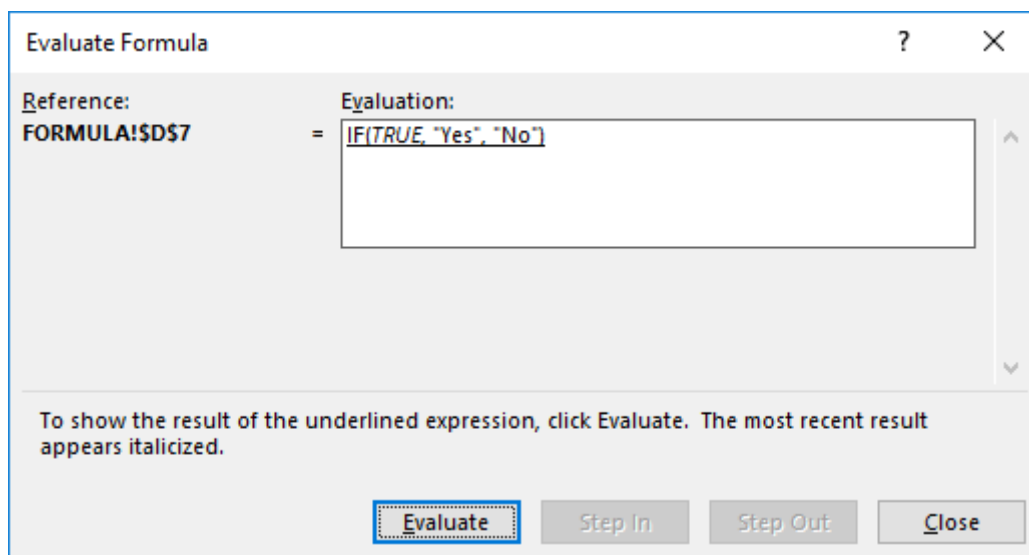 Evaluate Formula
?
Reference:
Evaluation:
FORMULA!$D$7
=
IF(TRUE, "Yes", "No")
To show the result of the underlined expression, click Evaluate.  The most recent result
appears italicized.
Evaluate
Step In
Step Out
Close